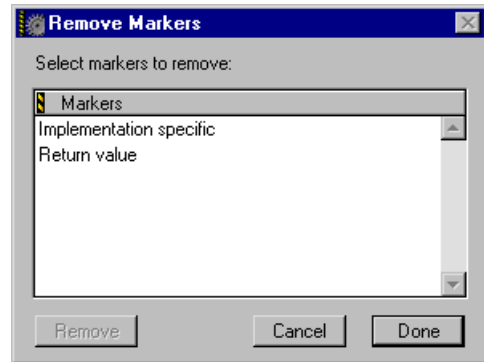 Remove Markers
Select markers to remove:
Markers
Implementation specific
Return value
Remove
Cancel
Done